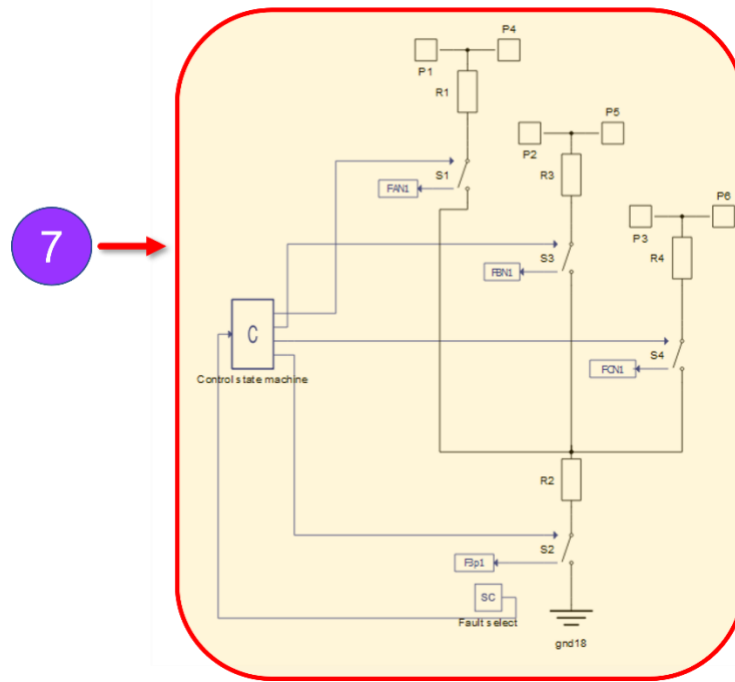 P4
P1
R1
P5
P2
R3
S1
FAN1
P6
P3
R4
S3
FBN1
7
C
S4
Control state machine
FCN1
R2
S2
F3p1
SC
Fault select
gnd18